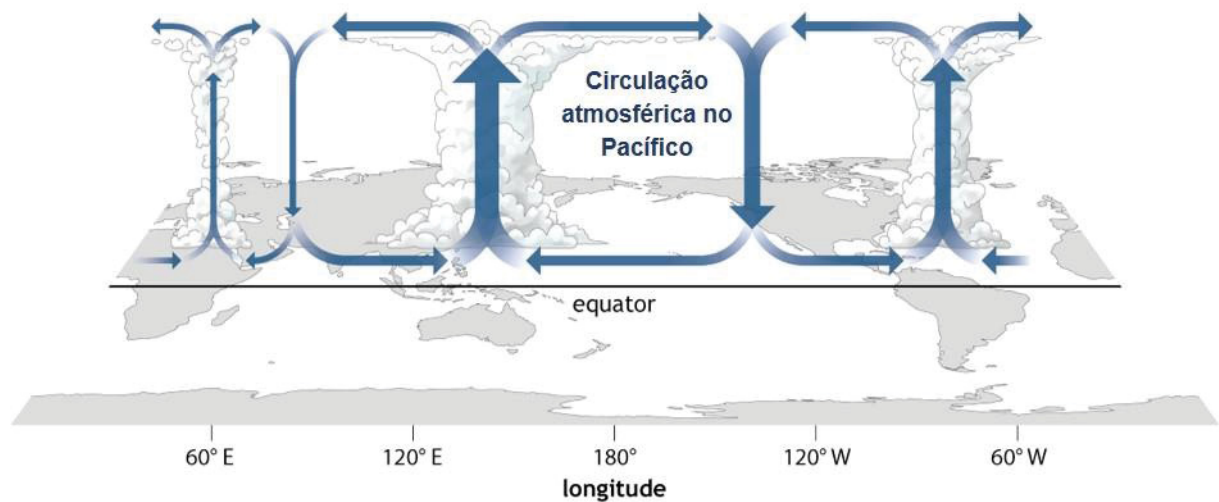 Circulação
atmosférica no
Pacífico
equator
60° E
120° E
180°
120° W
60° W
longitude